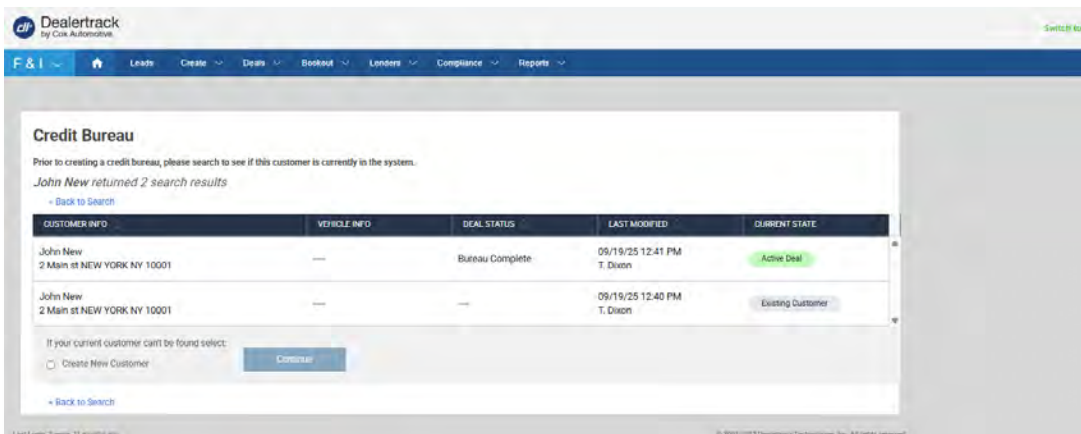 Dealertrack
by Cox Automotive
Switch to
F & I Leads Create Deals Bookout Lenders Compliance Reports
Credit Bureau
Prior to creating a credit bureau, please search to see if this customer is currently in the system.
John New returned 2 search results
« Back to Search
CUSTOMER INFO VEHICLE INFO DEAL STATUS LAST MODIFIED CURRENT STATE
John New
2 Main st NEW YORK NY 10001
----
Bureau Complete
09/19/25 12:41 PM
T. Dixon
Active Deal
John New
2 Main st NEW YORK NY 10001
----
----
09/19/25 12:40 PM
T. Dixon
Existing Customer
If your current customer can't be found select:
Create New Customer
Continue
« Back to Search